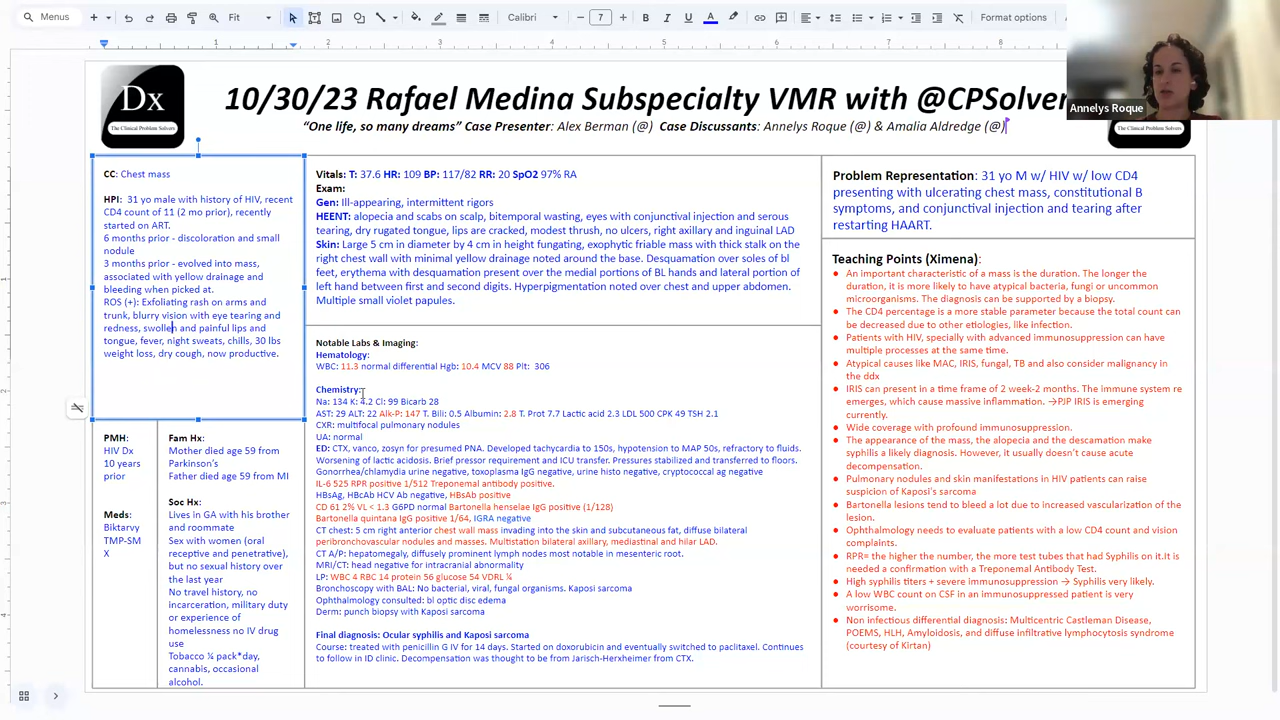 Menus
Fit
Calibri
7
Format options
1
2
3
4
5
6
7
8
Annelys Roque
Dx
The Clinical Problem Solvers
10/30/23 Rafael Medina Subspecialty VMR with @CPSolver
“One life, so many dreams” Case Presenter: Alex Berman (@) Case Discussants: Annelys Roque (@) & Amalia Aldredge (@)
The Clinical Problem Solvers
CC: Chest mass
HPI: 31 yo male with history of HIV, recent
CD4 count of 11 (2 mo prior), recently
started on ART.
6 months prior - discoloration and small
nodule
3 months prior - evolved into mass,
associated with yellow drainage and
bleeding when picked at.
ROS (+): Exfoliating rash on arms and
trunk, blurry vision with eye tearing and
redness, swollen and painful lips and
tongue, fever, night sweats, chills, 30 lbs
weight loss, dry cough, now productive.
PMH:
HIV Dx
10 years
prior
Meds:
Biktarvy
TMP-SM
X
Fam Hx:
Mother died age 59 from
Parkinson's
Father died age 59 from MI
Soc Hx:
Lives in GA with his brother
and roommate
Sex with women (oral
receptive and penetrative),
but no sexual history over
the last year
No travel history, no
incarceration, military duty
or experience of
homelessness no IV drug
use
Tobacco ¼ pack*day,
cannabis, occasional
alcohol.
Vitals: T: 37.6 HR: 109 BP: 117/82 RR: 20 SpO2 97% RA
Exam:
Gen: Ill-appearing, intermittent rigors
HEENT: alopecia and scabs on scalp, bitemporal wasting, eyes with conjunctival injection and serous
tearing, dry rugated tongue, lips are cracked, modest thrush, no ulcers, right axillary and inguinal LAD
Skin: Large 5 cm in diameter by 4 cm in height fungating, exophytic friable mass with thick stalk on the
right chest wall with minimal yellow drainage noted around the base. Desquamation over soles of bl
feet, erythema with desquamation present over the medial portions of BL hands and lateral portion of
left hand between first and second digits. Hyperpigmentation noted over chest and upper abdomen.
Multiple small violet papules.
Notable Labs & Imaging:
Hematology:
WBC: 11.3 normal differential Hgb: 10.4 MCV 88 Plt: 306
Chemistry:
Na: 134 K: 4.2 Cl: 99 Bicarb 28
AST: 29 ALT: 22 Alk-P: 147 T. Bili: 0.5 Albumin: 2.8 T. Prot 7.7 Lactic acid 2.3 LDL 500 CPK 49 TSH 2.1
CXR: multifocal pulmonary nodules
UA: normal
ED: CTX, vanco, zosyn for presumed PNA. Developed tachycardia to 150s, hypotension to MAP 50s, refractory to fluids.
Worsening of lactic acidosis. Brief pressor requirement and ICU transfer. Pressures stabilized and transferred to floors.
Gonorrhea/chlamydia urine negative, toxoplasma IgG negative, urine histo negative, cryptococcal ag negative
IL-6 525 RPR positive 1/512 Treponemal antibody positive.
HBsAg, HBcAb HCV Ab negative, HBsAb positive
CD 61 2% VL < 1.3 G6PD normal Bartonella henselae IgG positive (1/128)
Bartonella quintana IgG positive 1/64, IGRA negative
CT chest: 5 cm right anterior chest wall mass invading into the skin and subcutaneous fat, diffuse bilateral
peribronchovascular nodules and masses. Multistation bilateral axillary, mediastinal and hilar LAD.
CT A/P: hepatomegaly, diffusely prominent lymph nodes most notable in mesenteric root.
MRI/CT: head negative for intracranial abnormality
LP: WBC 4 RBC 14 protein 56 glucose 54 VDRL ¼
Bronchoscopy with BAL: No bacterial, viral, fungal organisms. Kaposi sarcoma
Ophthalmology consulted: bl optic disc edema
Derm: punch biopsy with Kaposi sarcoma
Final diagnosis: Ocular syphilis and Kaposi sarcoma
Course: treated with penicillin G IV for 14 days. Started on doxorubicin and eventually switched to paclitaxel. Continues
to follow in ID clinic. Decompensation was thought to be from Jarisch-Herxheimer from CTX.
Problem Representation: 31 yo M w/ HIV w/ low CD4
presenting with ulcerating chest mass, constitutional B
symptoms, and conjunctival injection and tearing after
restarting HAART.
Teaching Points (Ximena):
● An important characteristic of a mass is the duration. The longer the
duration, it is more likely to have atypical bacteria, fungi or uncommon
microorganisms. The diagnosis can be supported by a biopsy.
● The CD4 percentage is a more stable parameter because the total count can
be decreased due to other etiologies, like infection.
● Patients with HIV, specially with advanced immunosuppression can have
multiple processes at the same time.
● Atypical causes like MAC, IRIS, fungal, TB and also consider malignancy in
the ddx
● IRIS can present in a time frame of 2 week-2 months. The immune system re
emerges, which cause massive inflammation. →PJP IRIS is emerging
currently.
● Wide coverage with profound immunosuppression.
● The appearance of the mass, the alopecia and the descamation make
syphilis a likely diagnosis. However, it usually doesn't cause acute
decompensation.
● Pulmonary nodules and skin manifestations in HIV patients can raise
suspicion of Kaposi's sarcoma
● Bartonella lesions tend to bleed a lot due to increased vascularization of the
lesion.
● Ophthalmology needs to evaluate patients with a low CD4 count and vision
complaints.
● RPR= the higher the number, the more test tubes that had Syphilis on it.It is
needed a confirmation with a Treponemal Antibody Test.
● High syphilis titers + severe immunosuppression → Syphilis very likely.
● A low WBC count on CSF in an immunosuppressed patient is very
worrisome.
● Non infectious differential diagnosis: Multicentric Castleman Disease,
POEMS, HLH, Amyloidosis, and diffuse infiltrative lymphocytosis syndrome
(courtesy of Kirtan)